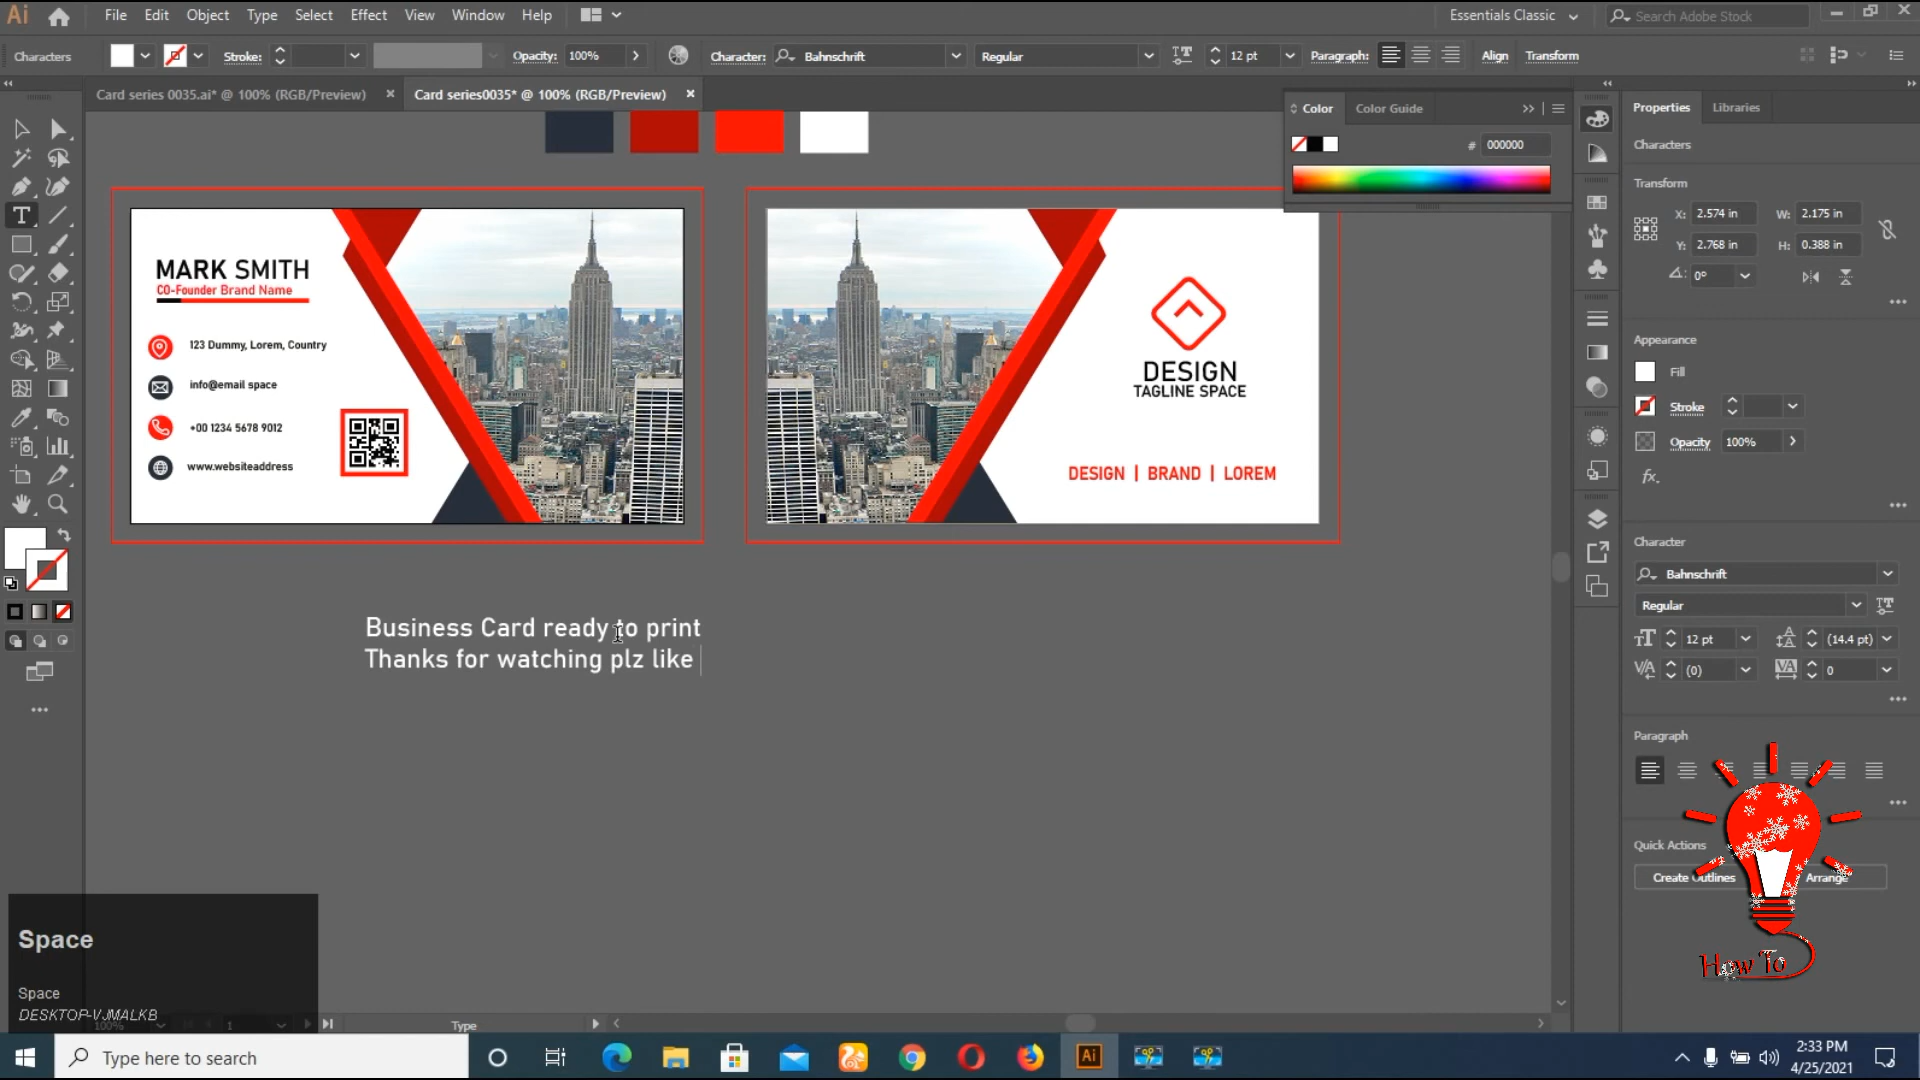 Ai File Edit Object Type Select Effect View Window Help Essentials Classic Search Adobe Stock
Characters Stroke: Opacity: 100% Character: Bahnschrift Regular 12 pt Paragraph: Align Transform
Card series 0035.ai* @ 100% (RGB/Preview) Card series0035* @ 100% (RGB/Preview)
Color Color Guide
# 000000
MARK SMITH
CO-Founder Brand Name
123 Dummy, Lorem, Country
info@email space
+00 1234 5678 9012
www.websiteaddress
DESIGN
TAGLINE SPACE
DESIGN | BRAND | LOREM
Business Card ready to print
Thanks for watching plz like
Properties Libraries
Characters
Transform
X: 2.574 in W: 2.175 in
Y: 2.768 in H: 0.388 in
0°
Appearance
Fill
Stroke
Opacity 100%
fx.
Character
Bahnschrift
Regular
12 pt (14.4 pt)
(0) 0
Paragraph
Quick Actions
Create Outlines Arrange
How To
Space
Space
DESKTOP-VJMALKB
100% 1 Type
Type here to search
Ai
2:33 PM
4/25/2021